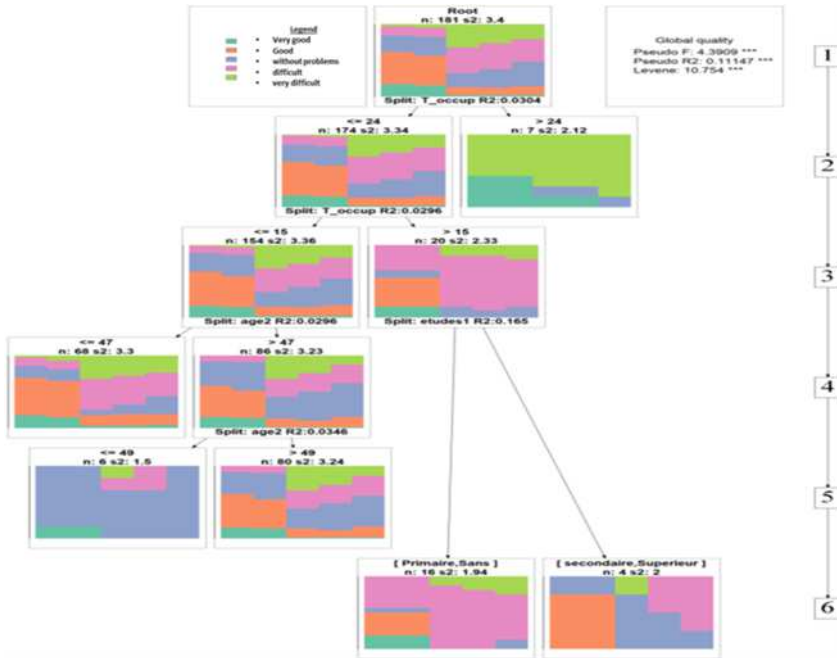 Root
n: 181 s2: 3.4
Split: T_occup R2:0.0304
Legend
• Very good
• Good
• without problems
• difficult
• very difficult
Global quality
Pseudo F: 4.3909 ***
Pseudo R2: 0.11147 ***
Levene: 10.754 ***
1
<= 24
n: 174 s2: 3.34
Split: T_occup R2:0.0296
> 24
n: 7 s2: 2.12
2
<= 15
n: 154 s2: 3.36
Split: age2 R2:0.0296
> 15
n: 20 s2: 2.33
Split: etudes1 R2:0.165
3
<= 47
n: 68 s2: 3.3
> 47
n: 86 s2: 3.23
Split: age2 R2:0.0346
4
<= 49
n: 6 s2: 1.5
> 49
n: 80 s2: 3.24
5
[ Primaire,Sans ]
n: 16 s2: 1.94
[ secondaire,Superieur ]
n: 4 s2: 2
6